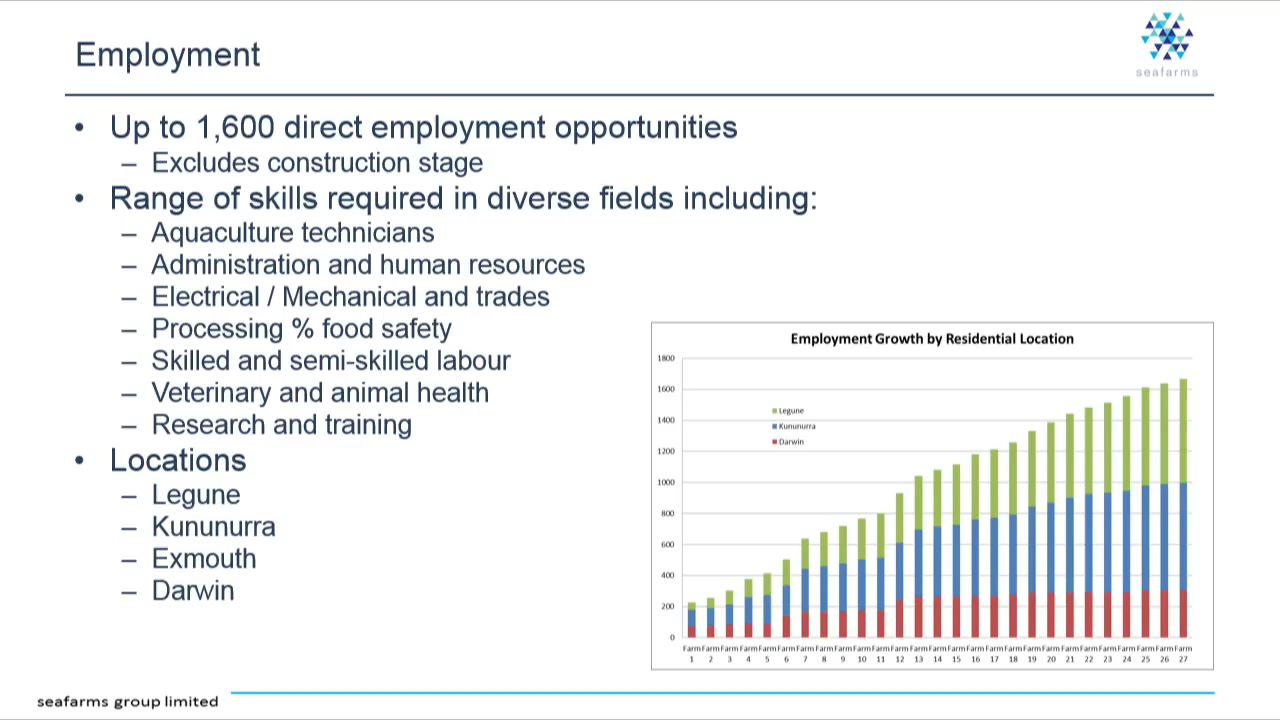 Employment
seafarms
• Up to 1,600 direct employment opportunities
– Excludes construction stage
• Range of skills required in diverse fields including:
– Aquaculture technicians
– Administration and human resources
– Electrical / Mechanical and trades
– Processing % food safety
– Skilled and semi-skilled labour
– Veterinary and animal health
– Research and training
• Locations
– Legune
– Kununurra
– Exmouth
– Darwin
Employment Growth by Residential Location
1800
1600
1400
1200
1000
800
600
400
200
0
Legune
Kununurra
Darwin
Farm Farm Farm Farm Farm Farm Farm Farm Farm Farm Farm Farm Farm Farm Farm Farm Farm Farm Farm Farm Farm Farm Farm Farm Farm Farm Farm
1 2 3 4 5 6 7 8 9 10 11 12 13 14 15 16 17 18 19 20 21 22 23 24 25 26 27
seafarms group limited